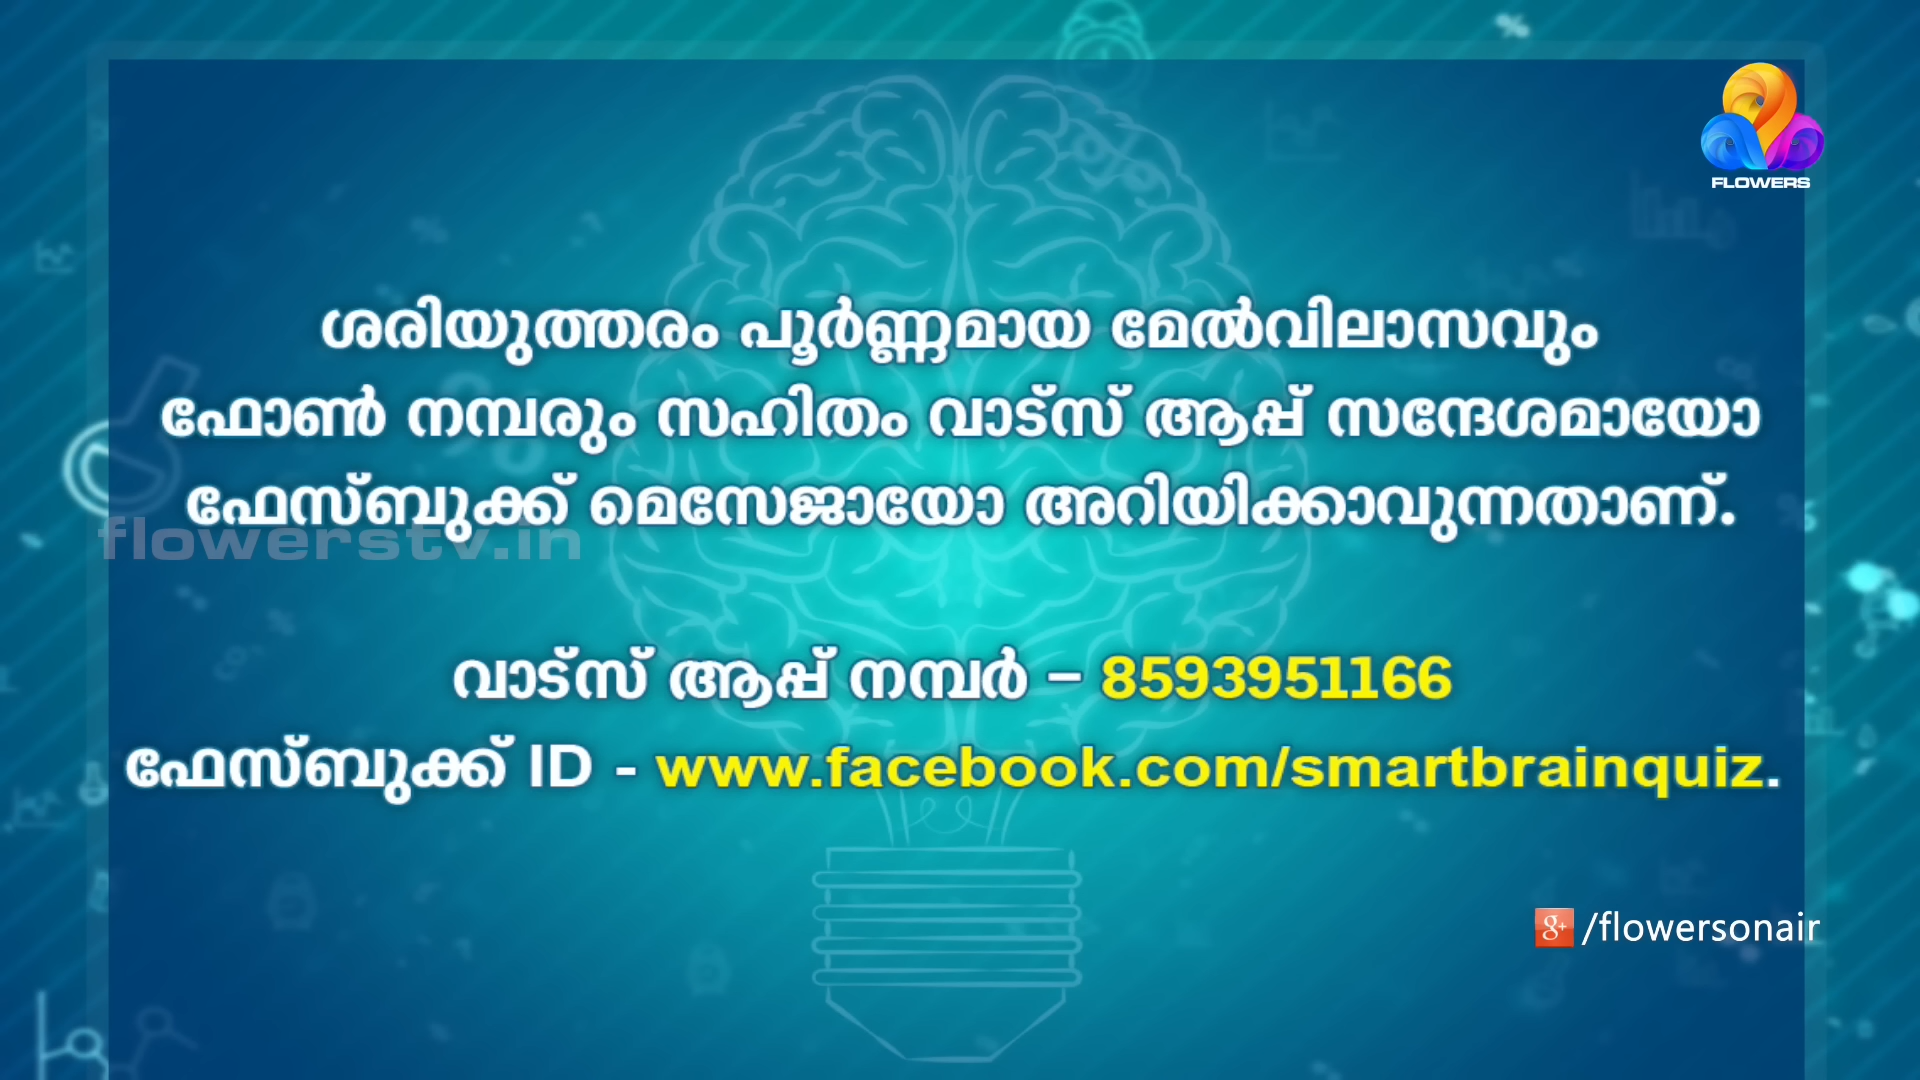 FLOWERS
ശരിയുത്തരം പൂർണ്ണമായ മേൽവിലാസവും
ഫോൺ നമ്പരും സഹിതം വാട്സ് ആപ്പ് സന്ദേശമായോ
ഫേസ്ബുക്ക് മെസേജായോ അറിയിക്കാവുന്നതാണ്.
flowerstv.in
വാട്സ് ആപ്പ് നമ്പർ – 8593951166
ഫേസ്ബുക്ക് ID - www.facebook.com/smartbrainquiz.
g+ /flowersonair